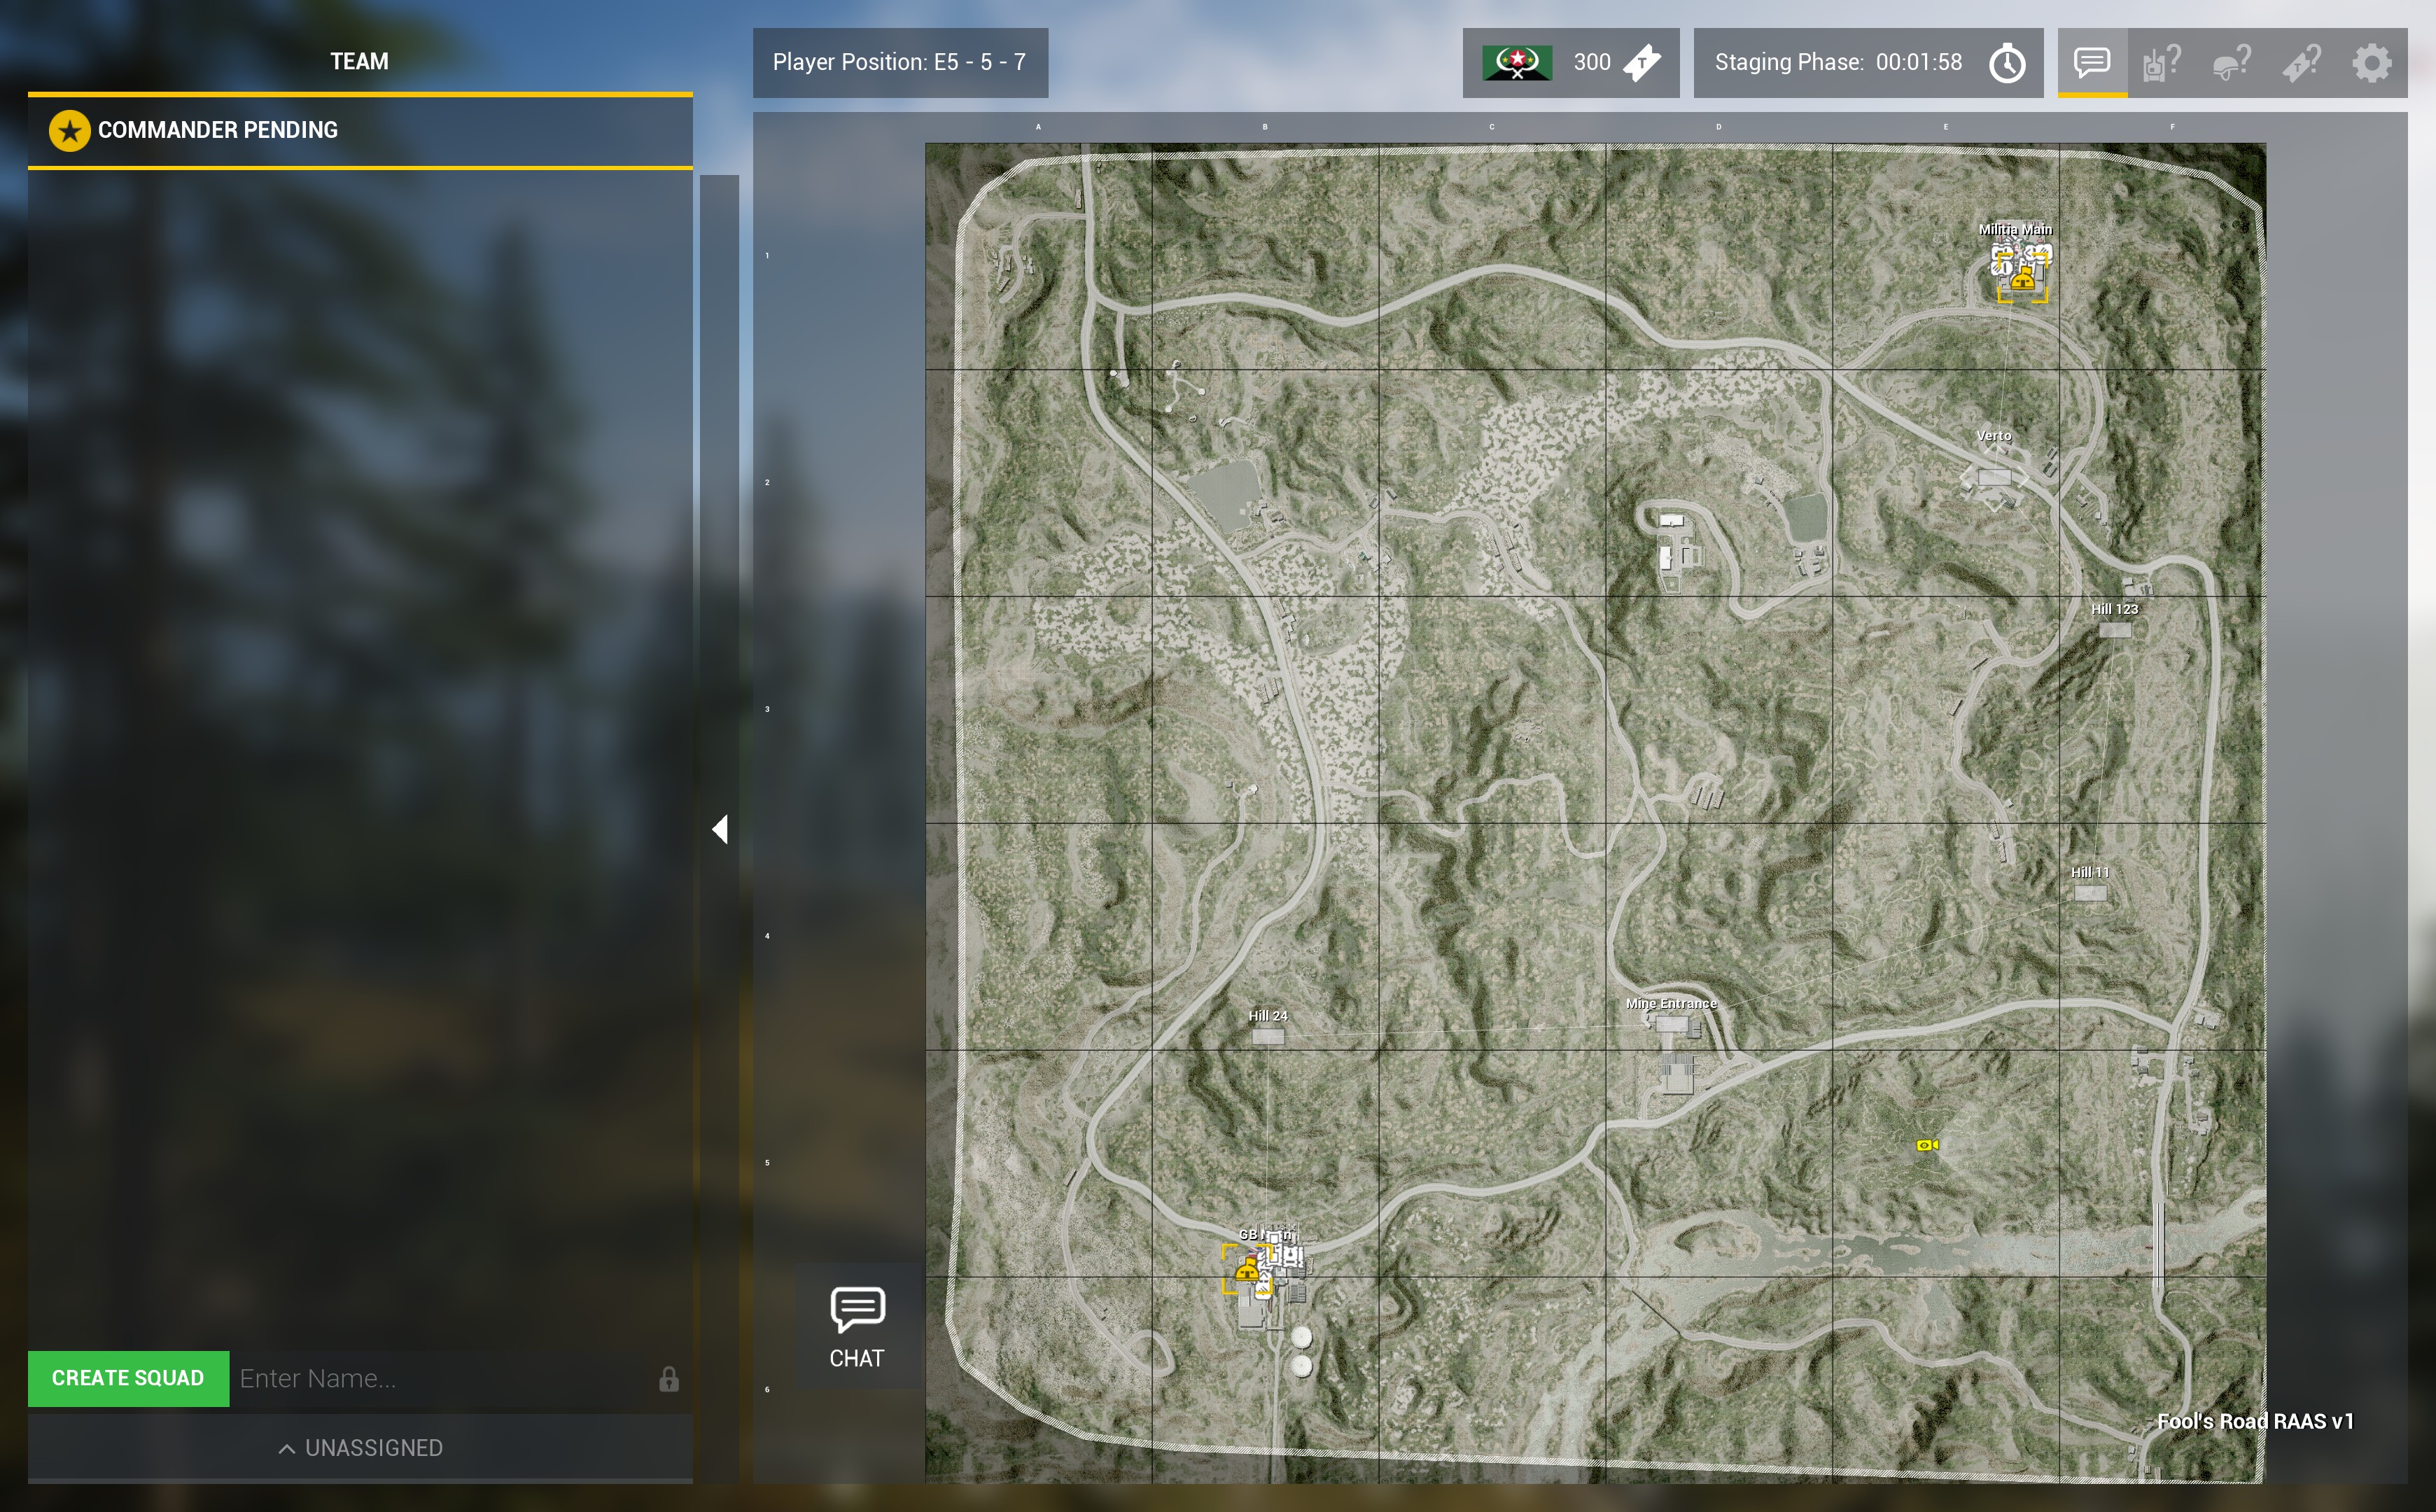 TEAM
COMMANDER PENDING
Player Position: E5 - 5 - 7
300
T
Staging Phase: 00:01:58
A B C D E F
1
2
3
4
5
6
Militia Main
Verto
Hill 123
Hill 11
Mine Entrance
Hill 24
GB Main
CHAT
CREATE SQUAD
Enter Name...
UNASSIGNED
Fool's Road RAAS v1